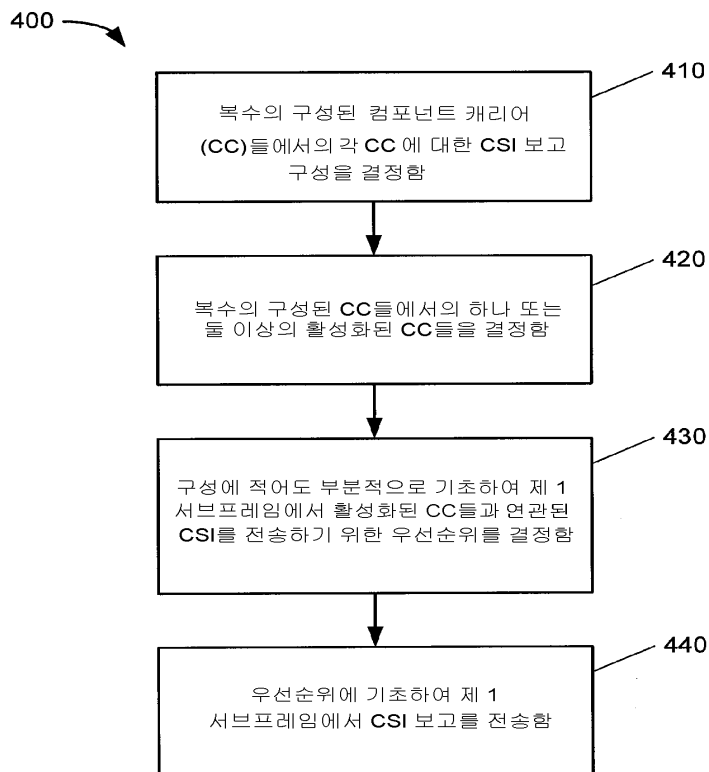 400
410
복수의 구성된 컴포넌트 캐리어
(CC)들에서의 각 CC 에 대한 CSI 보고
구성을 결정함
420
복수의 구성된 CC들에서의 하나 또는
둘 이상의 활성화된 CC들을 결정함
430
구성에 적어도 부분적으로 기초하여 제 1
서브프레임에서 활성화된 CC들과 연관된
CSI를 전송하기 위한 우선순위를 결정함
440
우선순위에 기초하여 제 1
서브프레임에서 CSI 보고를 전송함